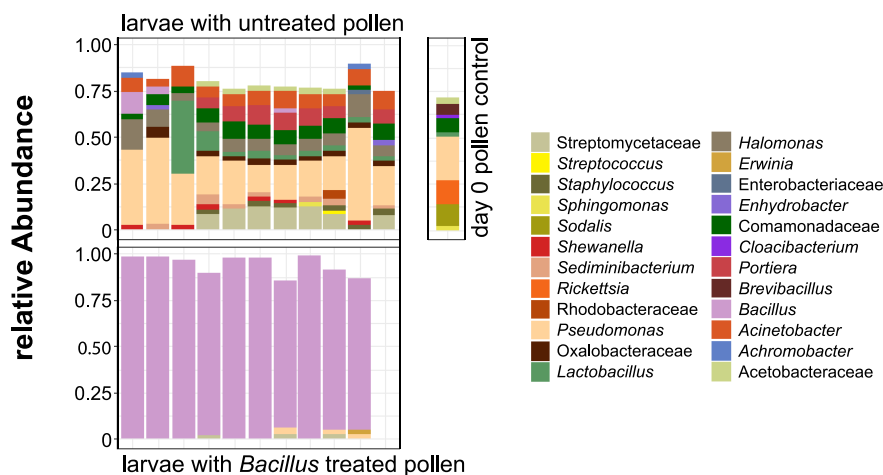 larvae with untreated pollen
1.00
0.75
0.50
0.25
0
1.00
0.75
0.50
0.25
0
relative Abundance
larvae with Bacillus treated pollen
day 0 pollen control
Streptomycetaceae
Streptococcus
Staphylococcus
Sphingomonas
Sodalis
Shewanella
Sediminibacterium
Rickettsia
Rhodobacteraceae
Pseudomonas
Oxalobacteraceae
Lactobacillus
Halomonas
Erwinia
Enterobacteriaceae
Enhydrobacter
Comamonadaceae
Cloacibacterium
Portiera
Brevibacillus
Bacillus
Acinetobacter
Achromobacter
Acetobacteraceae